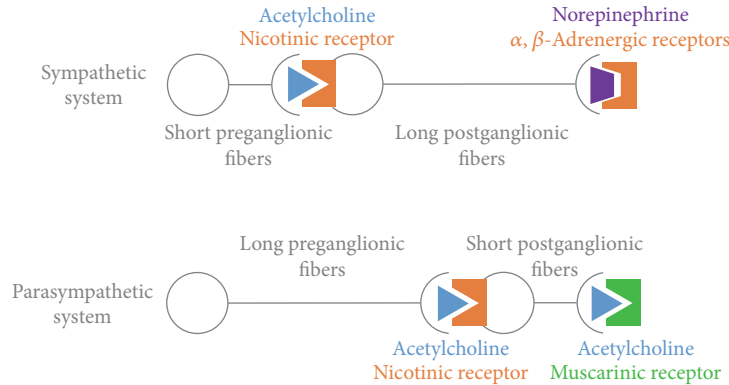 Acetylcholine
Nicotinic receptor
Norepinephrine
α, β-Adrenergic receptors
Sympathetic
system
Short preganglionic
fibers
Long postganglionic
fibers
Long preganglionic
fibers
Short postganglionic
fibers
Parasympathetic
system
Acetylcholine
Nicotinic receptor
Acetylcholine
Muscarinic receptor